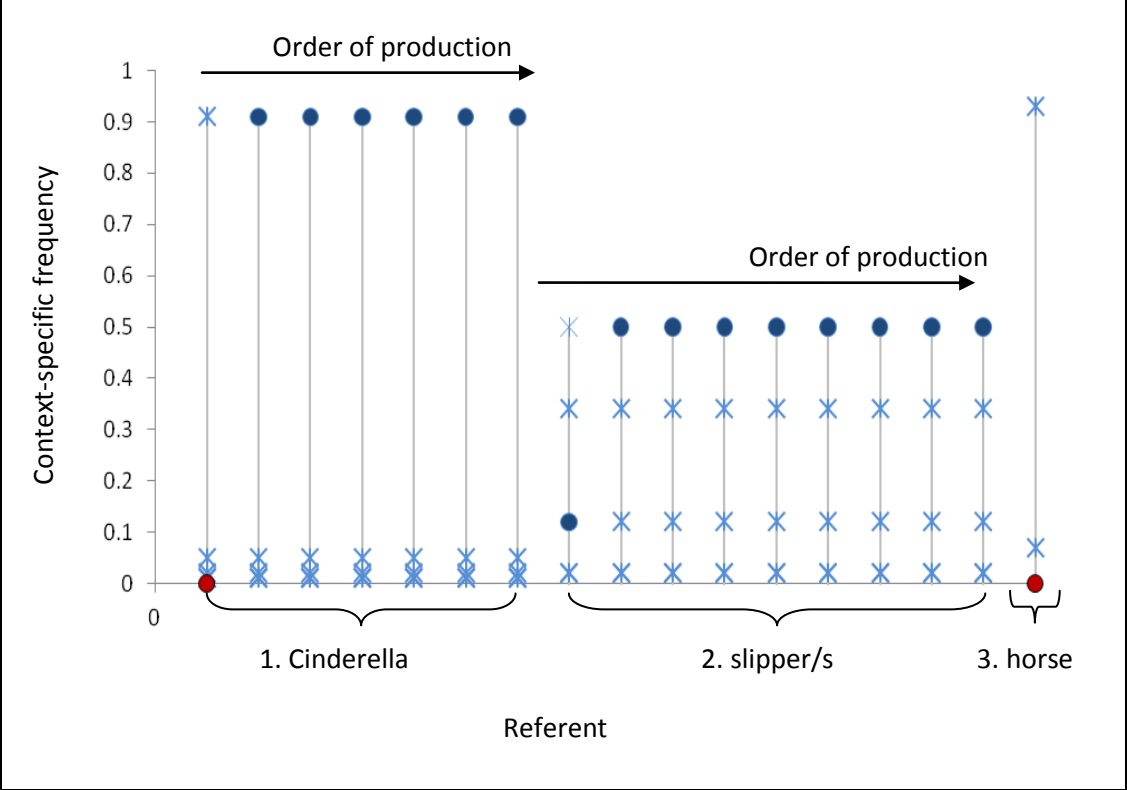 Order of production
1
0.9
0.8
0.7
0.6
0.5
0.4
0.3
0.2
0.1
0
Context-specific frequency
Order of production
0
1. Cinderella
2. slipper/s
3. horse
Referent